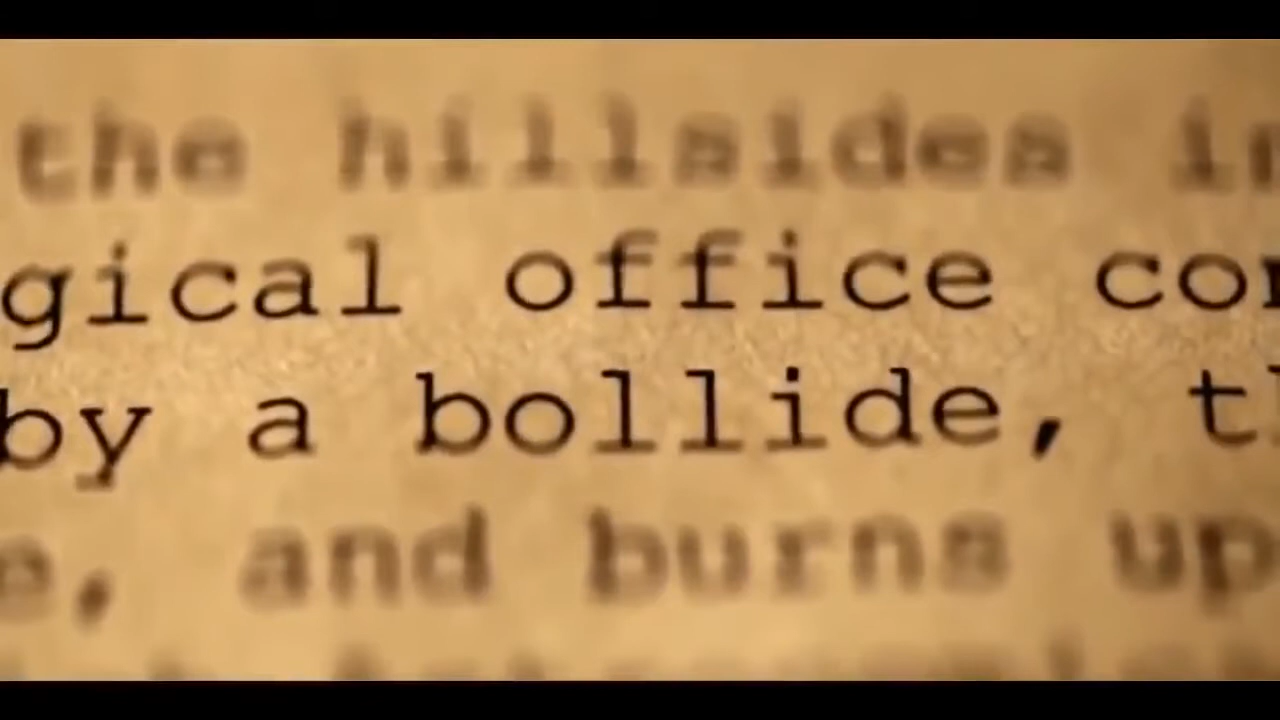 the hillsides in
gical office con
by a bollide, th
e, and burns up